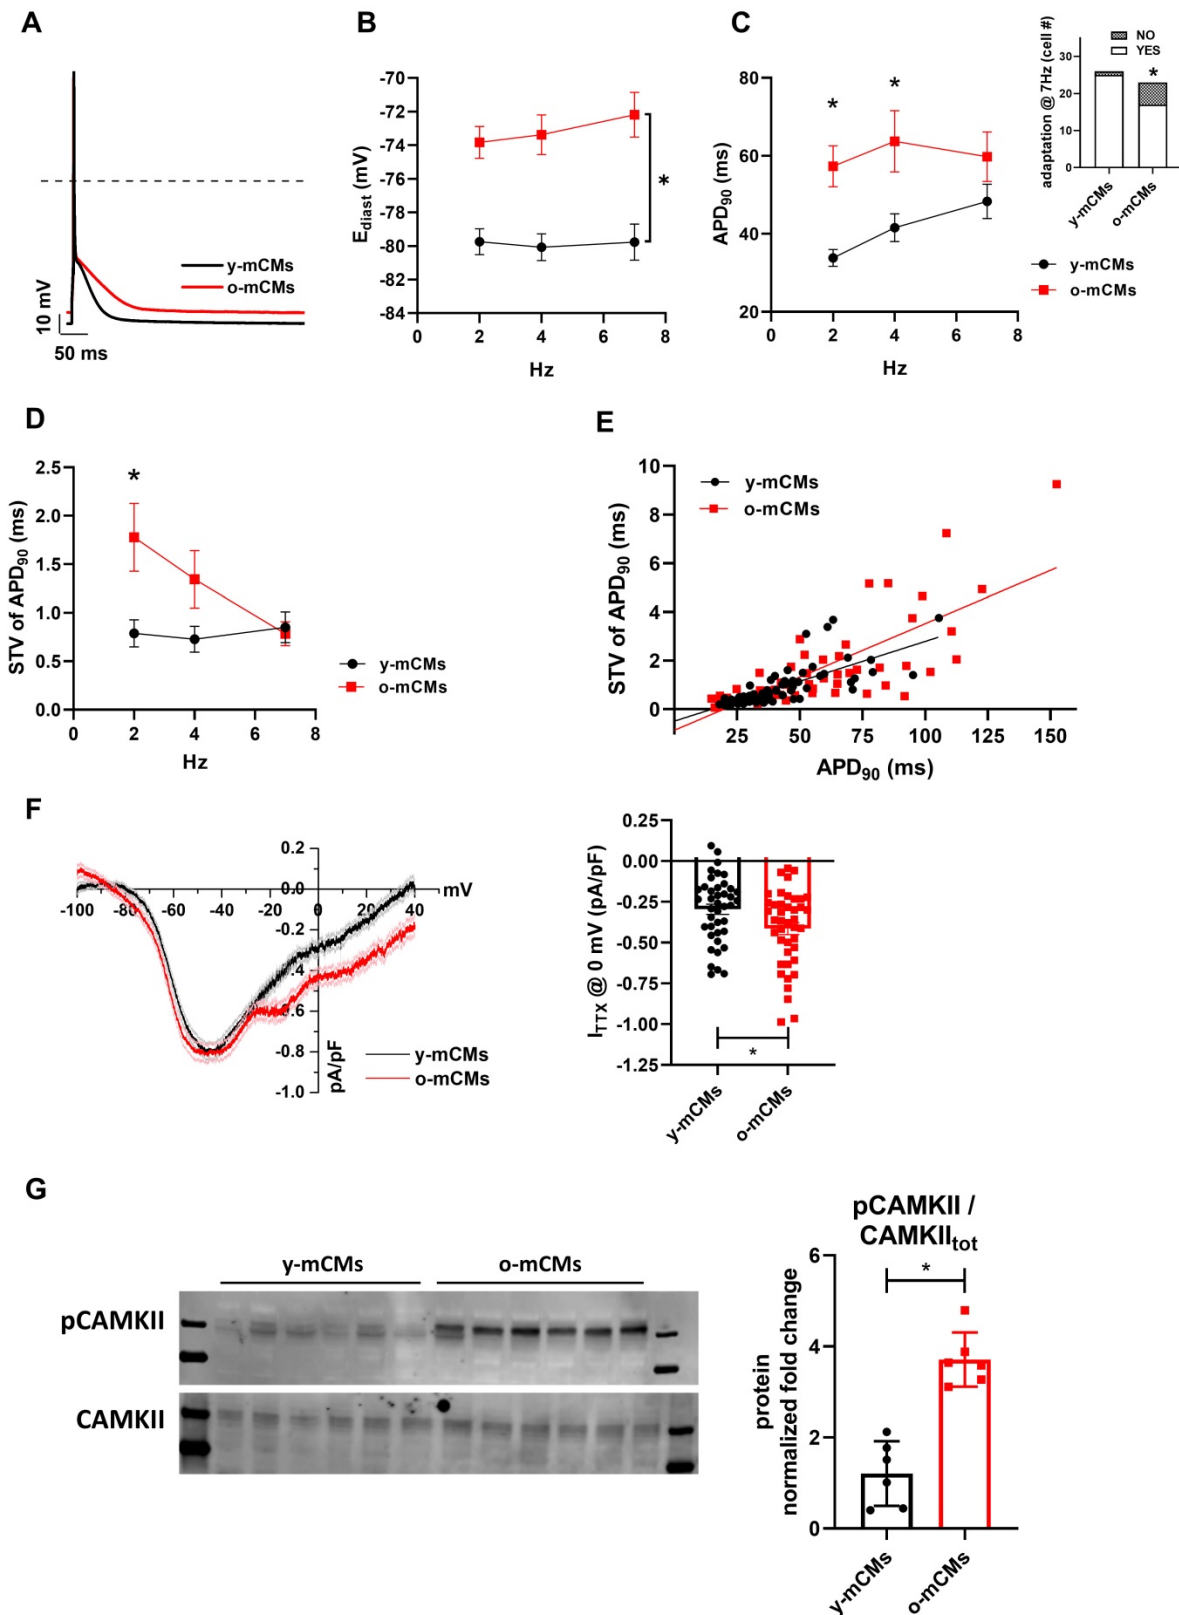 A
10 mV
50 ms
y-mCMs
o-mCMs
B
-70
-72
-74
-76
-78
-80
-82
-84
E_diast (mV)
*
0 2 4 6 8
Hz
C
80
60
40
20
APD90 (ms)
* *
0 2 4 6 8
Hz
y-mCMs
o-mCMs
NO
YES
adaptation @ 7Hz (cell #)
30
20
10
0
*
y-mCMs
o-mCMs
D
2.5
2.0
1.5
1.0
0.5
0.0
STV of APD90 (ms)
*
0 2 4 6 8
Hz
y-mCMs
o-mCMs
E
10
8
6
4
2
0
STV of APD90 (ms)
y-mCMs
o-mCMs
25 50 75 100 125 150
APD90 (ms)
F
0.2
0.0
-0.2
-0.4
-0.6
-0.8
-1.0
-100 -80 -60 -40 -20 0 20 40
mV
pA/pF
y-mCMs
o-mCMs
0.25
0.00
-0.25
-0.50
-0.75
-1.00
-1.25
I_TTX @ 0 mV (pA/pF)
*
y-mCMs
o-mCMs
G
y-mCMs o-mCMs
pCAMKII
CAMKII
pCAMKII /
CAMKII_tot
6
4
2
0
protein
normalized fold change
*
y-mCMs
o-mCMs